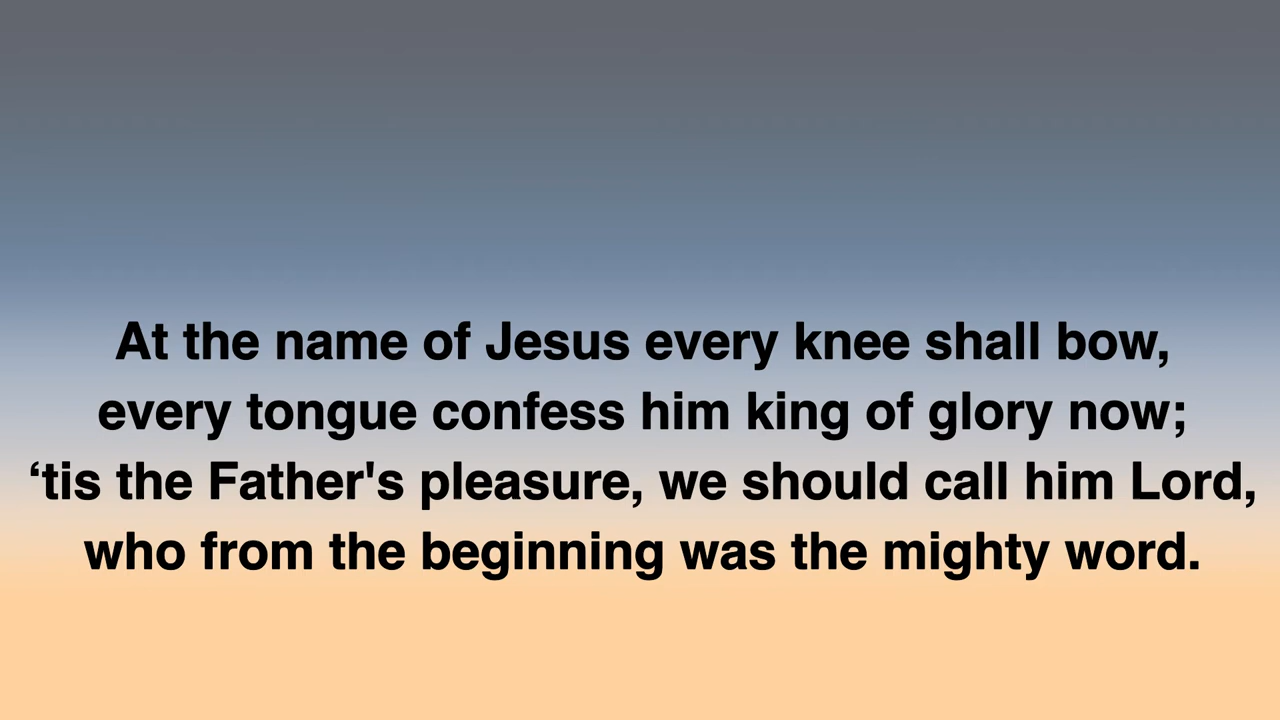 At the name of Jesus every knee shall bow,
every tongue confess him king of glory now;
‘tis the Father's pleasure, we should call him Lord,
who from the beginning was the mighty word.